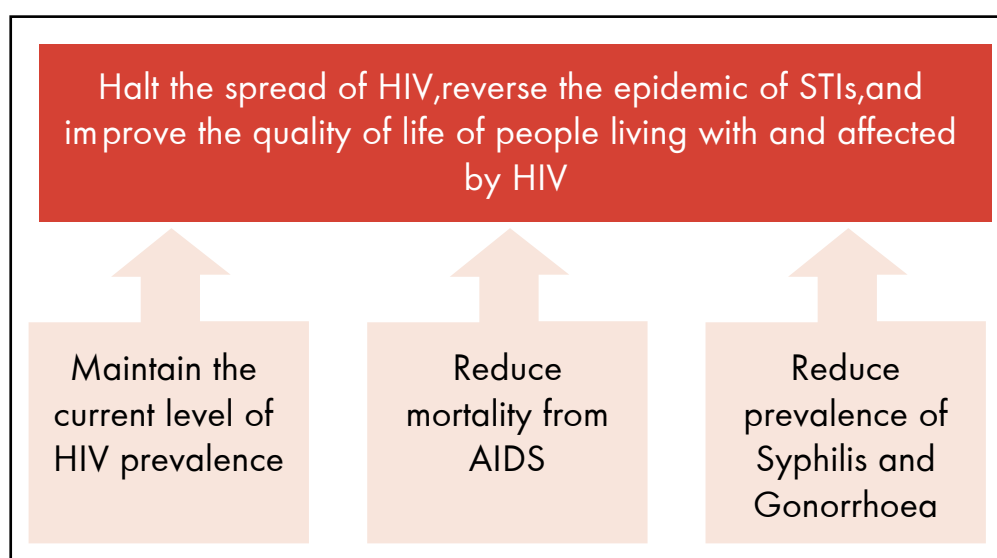 Halt the spread of HIV,reverse the epidemic of STIs,and
improve the quality of life of people living with and affected
by HIV
Maintain the
current level of
HIV prevalence
Reduce
mortality from
AIDS
Reduce
prevalence of
Syphilis and
Gonorrhoea